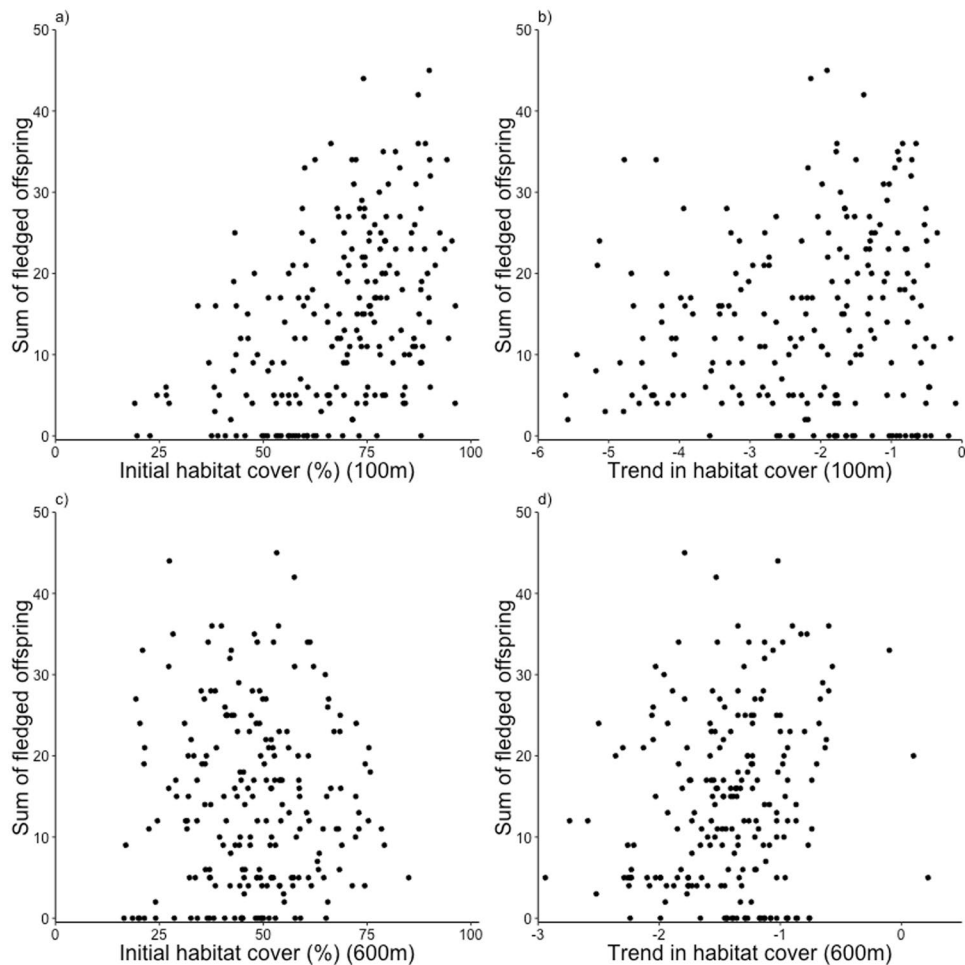 a)
50
40
30
20
10
0
Sum of fledged offspring
0 25 50 75 100
Initial habitat cover (%) (100m)
b)
50
40
30
20
10
0
Sum of fledged offspring
-6 -5 -4 -3 -2 -1 0
Trend in habitat cover (100m)
c)
50
40
30
20
10
0
Sum of fledged offspring
0 25 50 75 100
Initial habitat cover (%) (600m)
d)
50
40
30
20
10
0
Sum of fledged offspring
-3 -2 -1 0
Trend in habitat cover (600m)